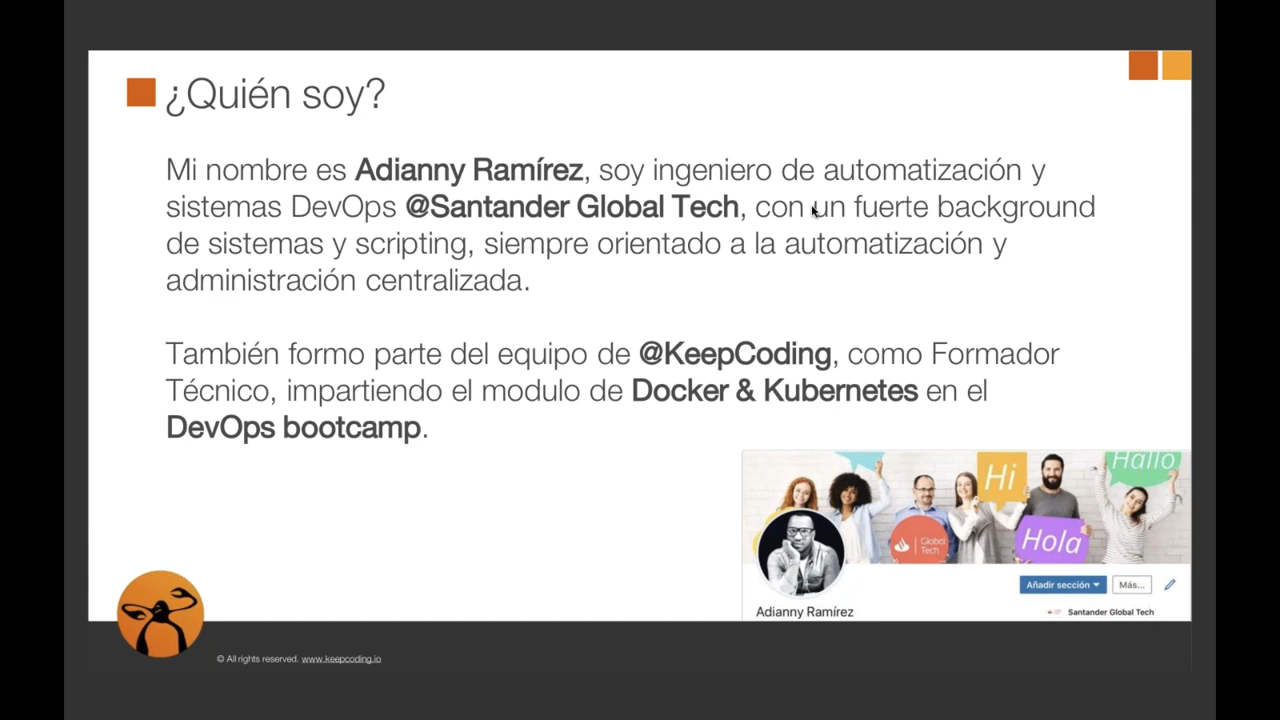 ¿Quién soy?
Mi nombre es Adianny Ramírez, soy ingeniero de automatización y
sistemas DevOps @Santander Global Tech, con un fuerte background
de sistemas y scripting, siempre orientado a la automatización y
administración centralizada.
También formo parte del equipo de @KeepCoding, como Formador
Técnico, impartiendo el modulo de Docker & Kubernetes en el
DevOps bootcamp.
Hallo
Hi
Global
Tech
Hola
Añadir sección
Más...
Adianny Ramírez
Santander Global Tech
© All rights reserved. www.keepcoding.io